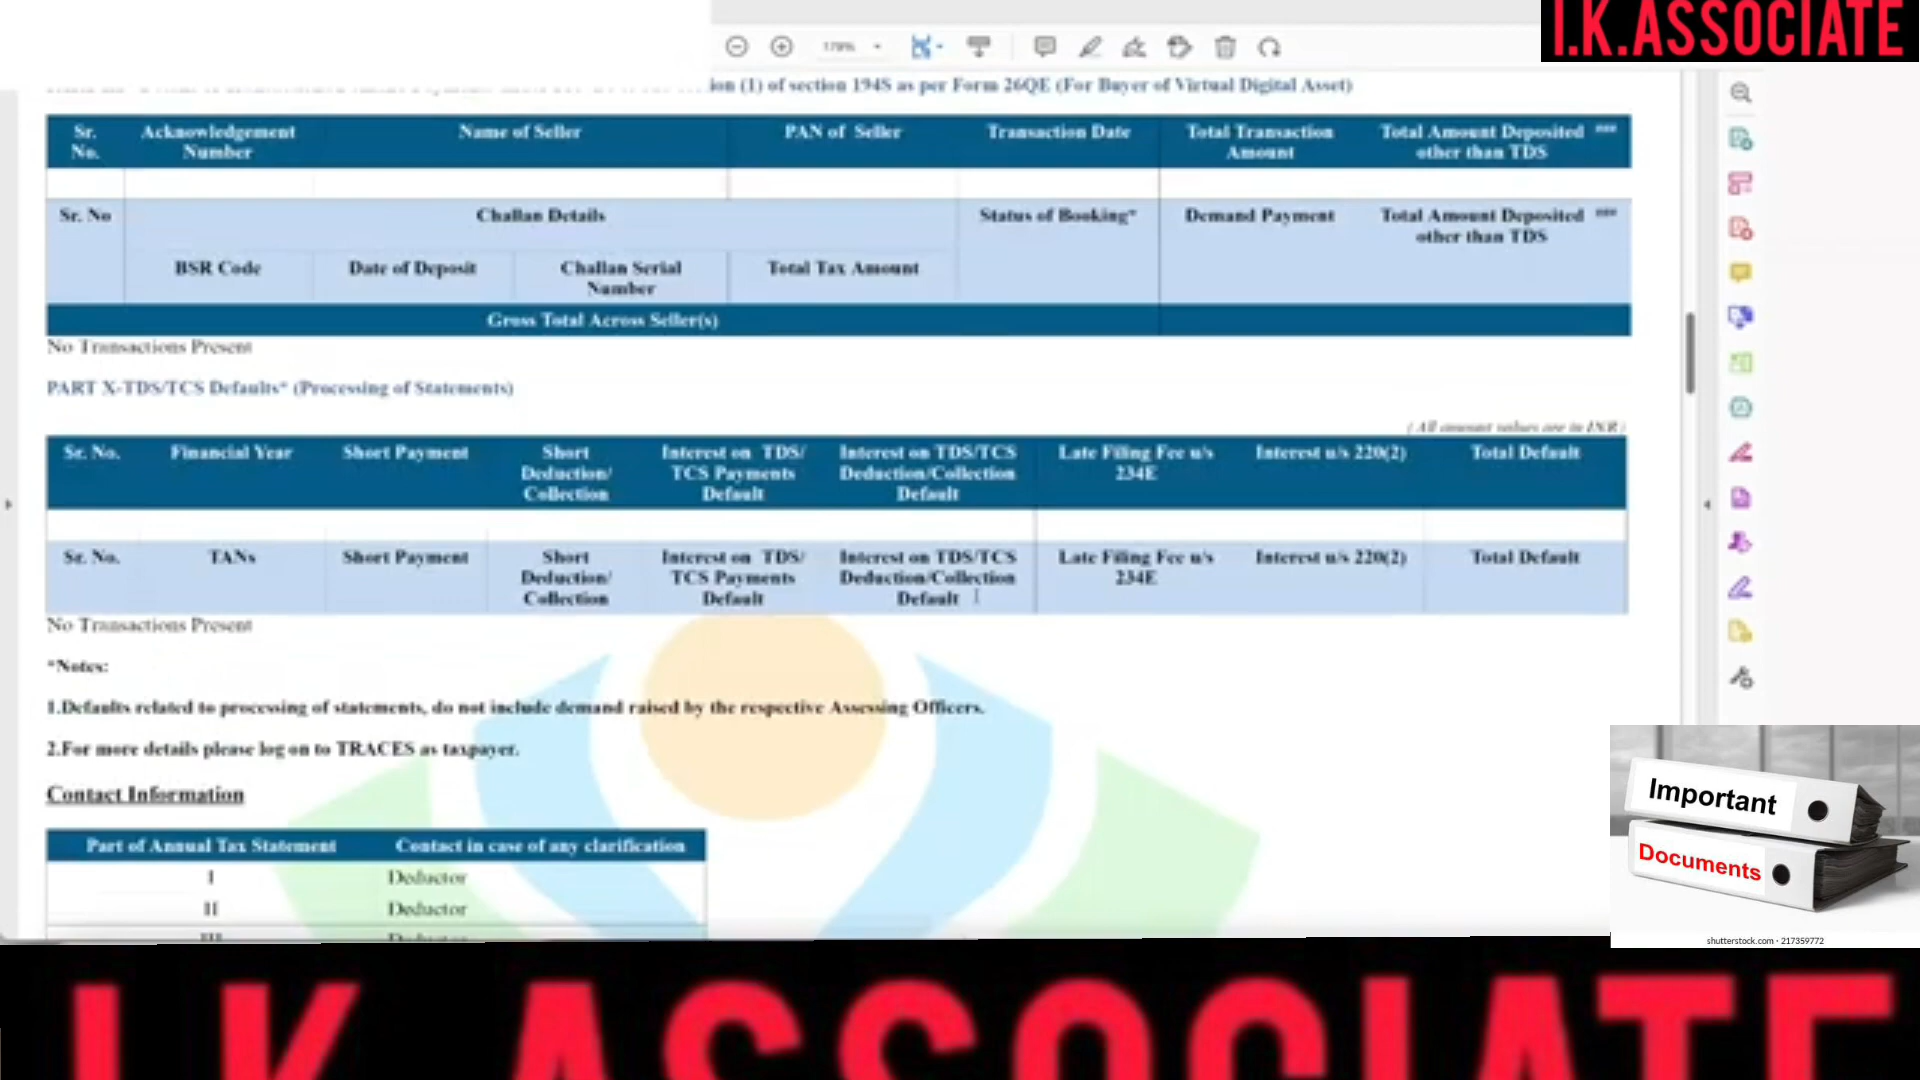 I.K.ASSOCIATE
179%
ion (1) of section 194S as per Form 26QE (For Buyer of Virtual Digital Asset)
Sr. No. Acknowledgement Number Name of Seller PAN of Seller Transaction Date Total Transaction Amount Total Amount Deposited ### other than TDS
Sr. No Challan Details Status of Booking* Demand Payment Total Amount Deposited ### other than TDS
BSR Code Date of Deposit Challan Serial Number Total Tax Amount
Gross Total Across Seller(s)
No Transactions Present
PART X-TDS/TCS Defaults* (Processing of Statements)
(All amount values are in INR)
Sr. No. Financial Year Short Payment Short Deduction/ Collection Interest on TDS/ TCS Payments Default Interest on TDS/TCS Deduction/Collection Default Late Filing Fee u/s 234E Interest u/s 220(2) Total Default
Sr. No. TANs Short Payment Short Deduction/ Collection Interest on TDS/ TCS Payments Default Interest on TDS/TCS Deduction/Collection Default Late Filing Fee u/s 234E Interest u/s 220(2) Total Default
No Transactions Present
*Notes:
1.Defaults related to processing of statements, do not include demand raised by the respective Assessing Officers.
2.For more details please log on to TRACES as taxpayer.
Contact Information
Part of Annual Tax Statement Contact in case of any clarification
I Deductor
II Deductor
III Deductor
Important
Documents
shutterstock.com · 217359772
I.K.ASSOCIATE